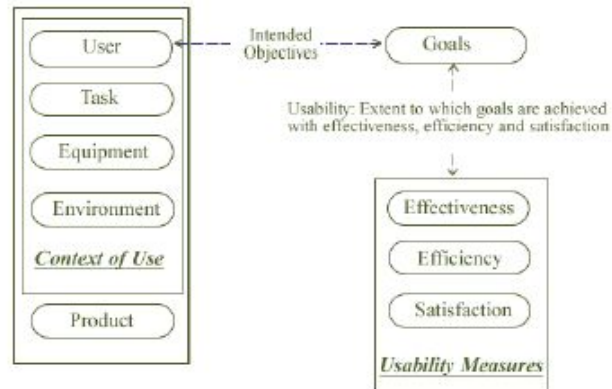 User
Task
Equipment
Environment
Context of Use
Product
Intended
Objectives
Goals
Usability: Extent to which goals are achieved
with effectiveness, efficiency and satisfaction
Effectiveness
Efficiency
Satisfaction
Usability Measures